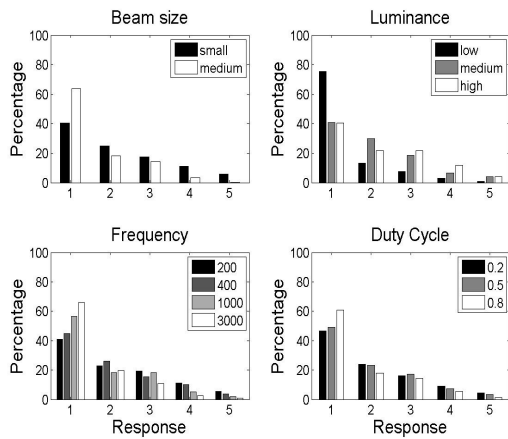 Beam size
Percentage
100
80
60
40
20
0
1 2 3 4 5
small
medium
Luminance
Percentage
100
80
60
40
20
0
1 2 3 4 5
low
medium
high
Frequency
Percentage
100
80
60
40
20
0
1 2 3 4 5
Response
200
400
1000
3000
Duty Cycle
Percentage
100
80
60
40
20
0
1 2 3 4 5
Response
0.2
0.5
0.8